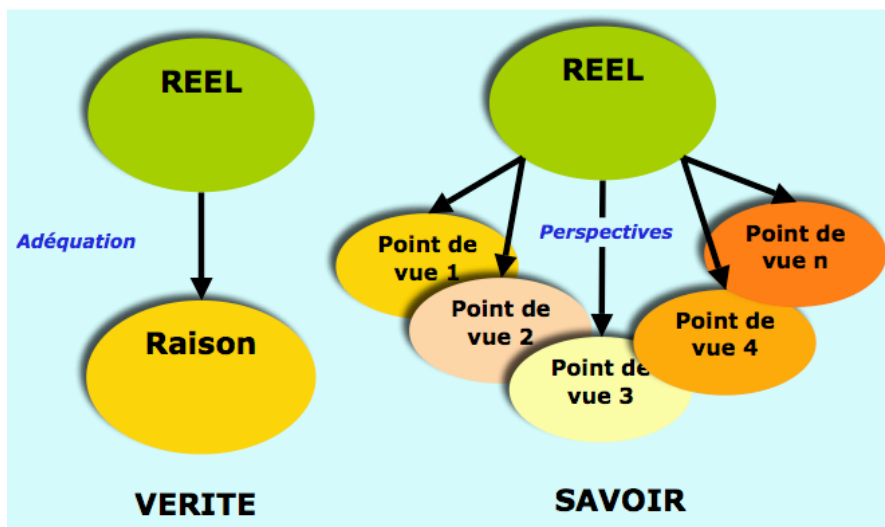 REEL
Adéquation
Raison
VERITE
REEL
Perspectives
Point de
vue 1
Point de
vue 2
Point de
vue 3
Point de
vue 4
Point de
vue n
SAVOIR